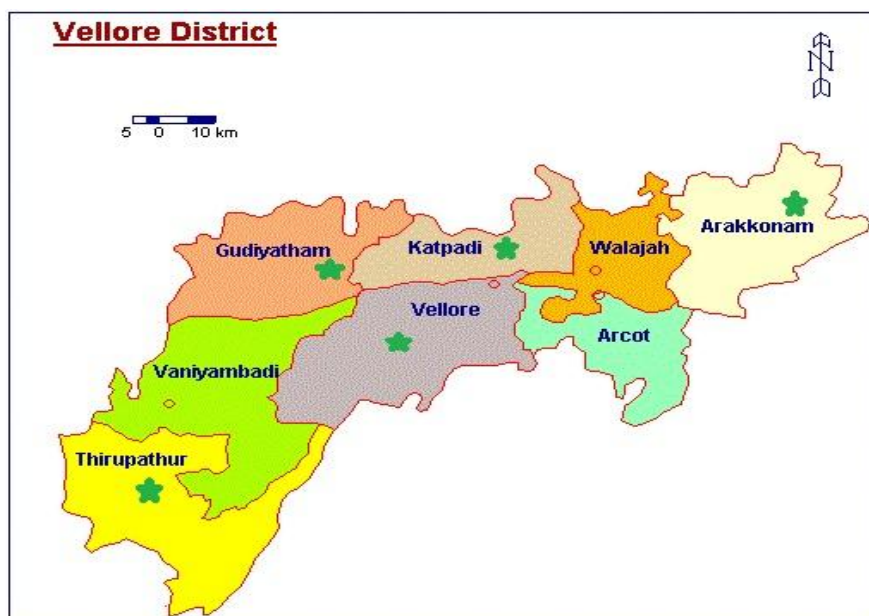 Vellore District
N
5 0 10 km
Arakkonam
Walajah
Katpadi
Gudiyatham
Vellore
Arcot
Vaniyambadi
Thirupathur